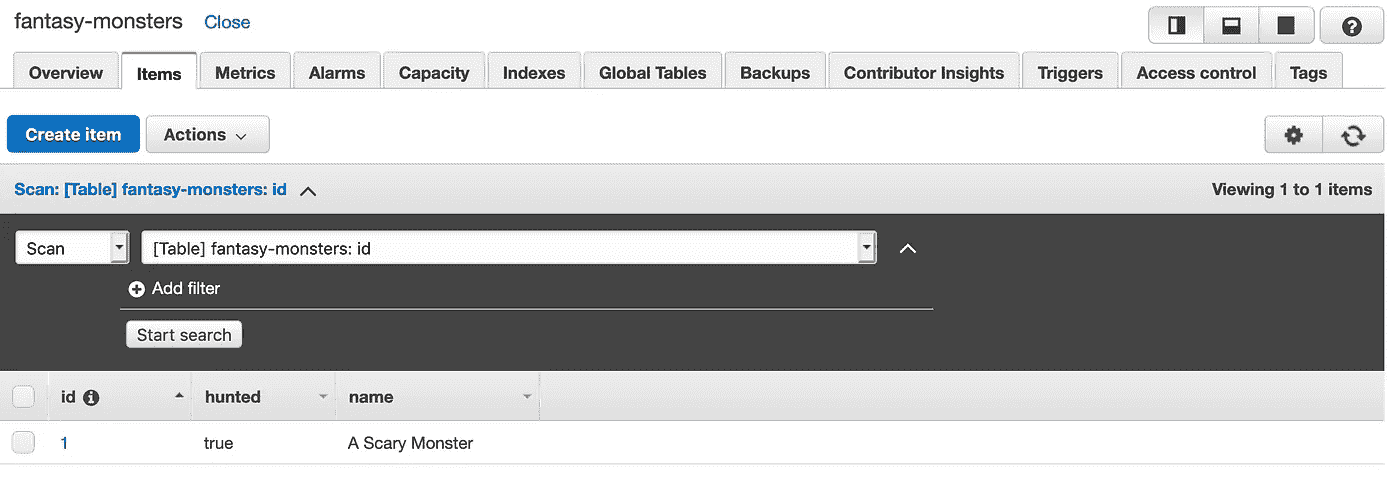 fantasy-monsters Close
Overview Items Metrics Alarms Capacity Indexes Global Tables Backups Contributor Insights Triggers Access control Tags
Create item Actions
Scan: [Table] fantasy-monsters: id Viewing 1 to 1 items
Scan [Table] fantasy-monsters: id
Add filter
Start search
id hunted name
1 true A Scary Monster